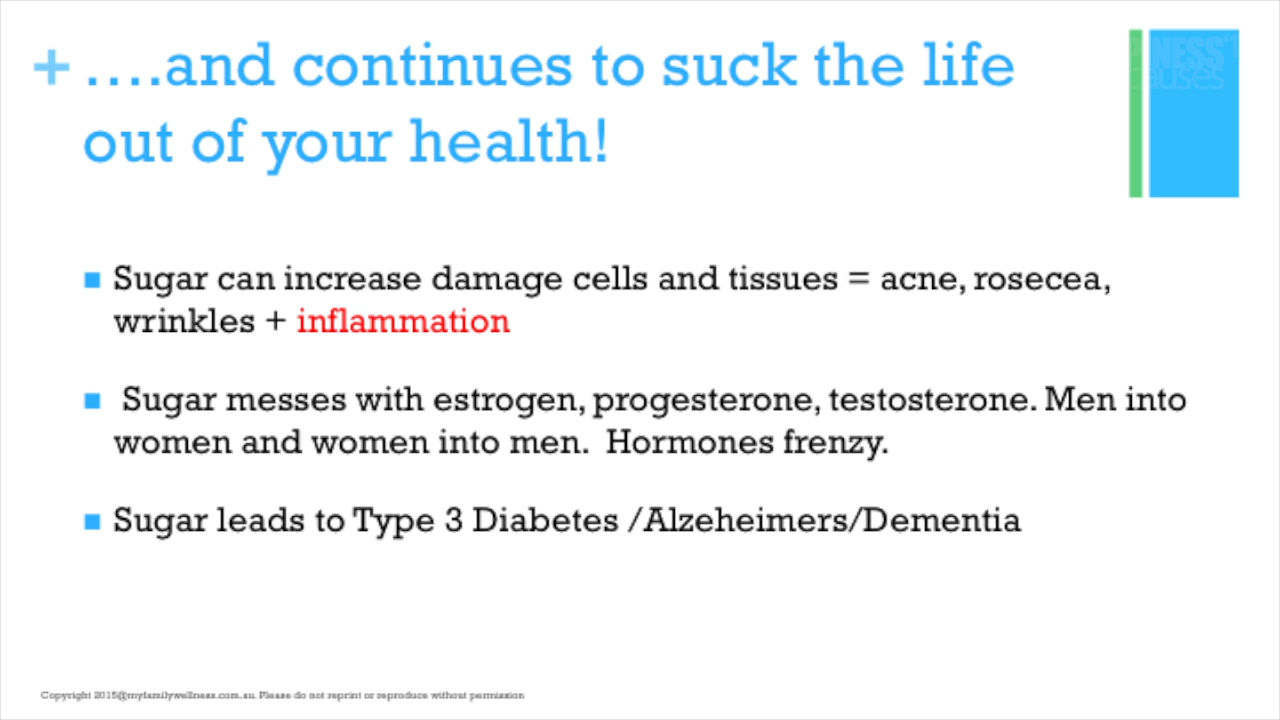 + ….and continues to suck the life
out of your health!
NESS
auses
■ Sugar can increase damage cells and tissues = acne, rosecea,
wrinkles + inflammation
■ Sugar messes with estrogen, progesterone, testosterone. Men into
women and women into men. Hormones frenzy.
■ Sugar leads to Type 3 Diabetes /Alzeheimers/Dementia
Copyright 2015@myfamilywellness.com.au. Please do not reprint or reproduce without permission